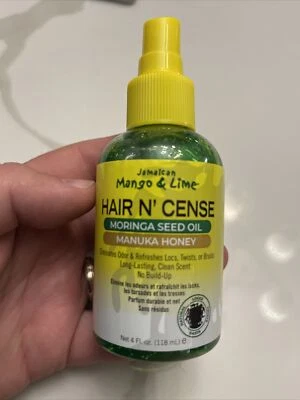 Jamaican
Mango & Lime
HAIR N' CENSE
MORINGA SEED OIL
MANUKA HONEY
Eliminates Odor & Refreshes Locs, Twists, or Braids
Long-Lasting, Clean Scent
No Build-Up
Élimine les odeurs et rafraîchit les locks,
les torsades et les tresses
Parfum durable et net
Sans résidus
Net 4 Fl. Oz. (118 mL) e